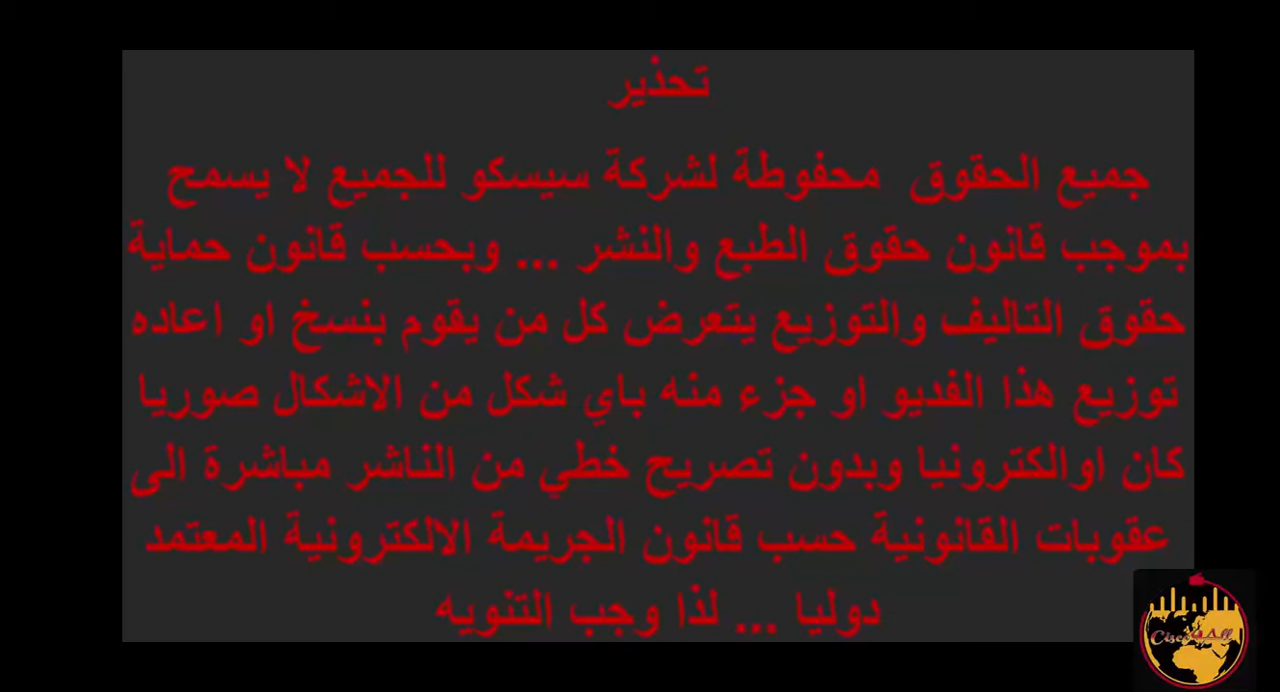 تحذير
جميع الحقوق محفوطة لشركة سيسكو للجميع لا يسمح
بموجب قانون حقوق الطبع والنشر ... وبحسب قانون حماية
حقوق التاليف والتوزيع يتعرض كل من يقوم بنسخ او اعاده
توزيع هذا الفديو او جزء منه باي شكل من الاشكال صوريا
كان اوالكترونيا وبدون تصريح خطي من الناشر مباشرة الى
عقوبات القانونية حسب قانون الجريمة الالكترونية المعتمد
دوليا ... لذا وجب التنويه
Cisco4All